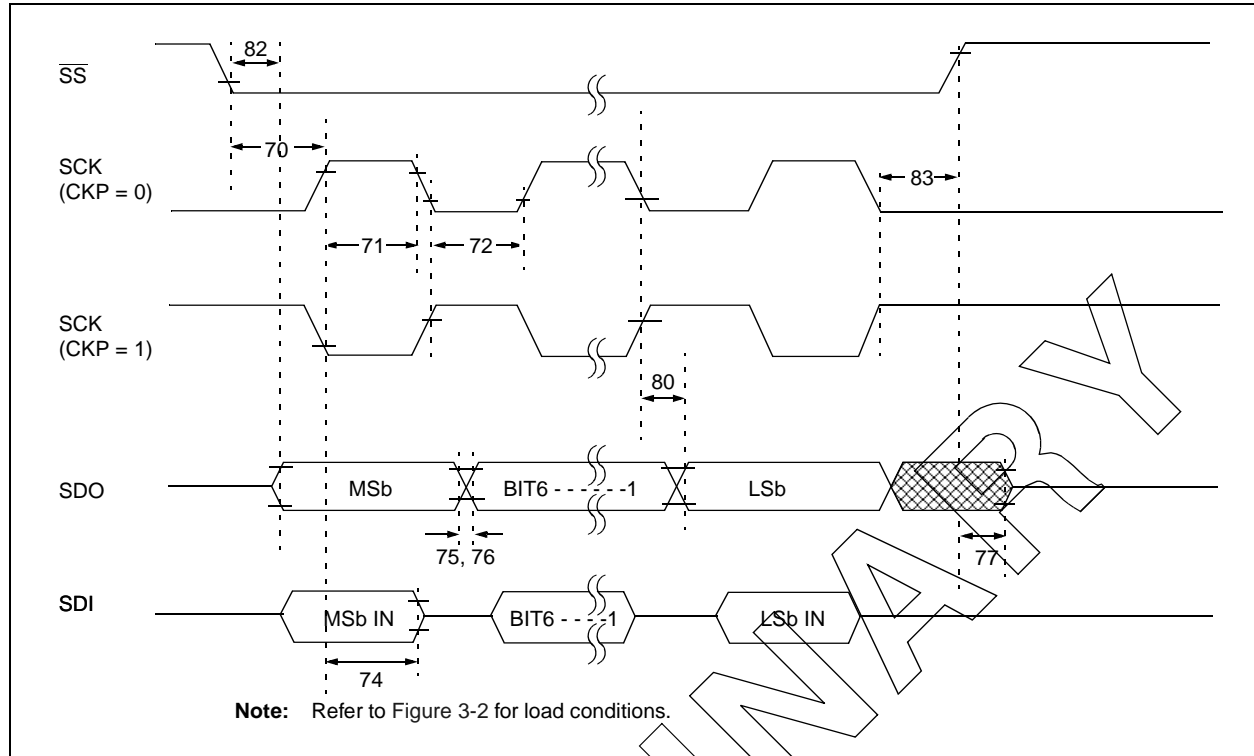 82
SS
70
SCK
(CKP = 0)
83
71
72
SCK
(CKP = 1)
80
SDO
MSb
BIT6 - - - - - -1
LSb
75, 76
77
SDI
MSb IN
BIT6 - - - -1
LSb IN
74
Note: Refer to Figure 3-2 for load conditions.
INARY